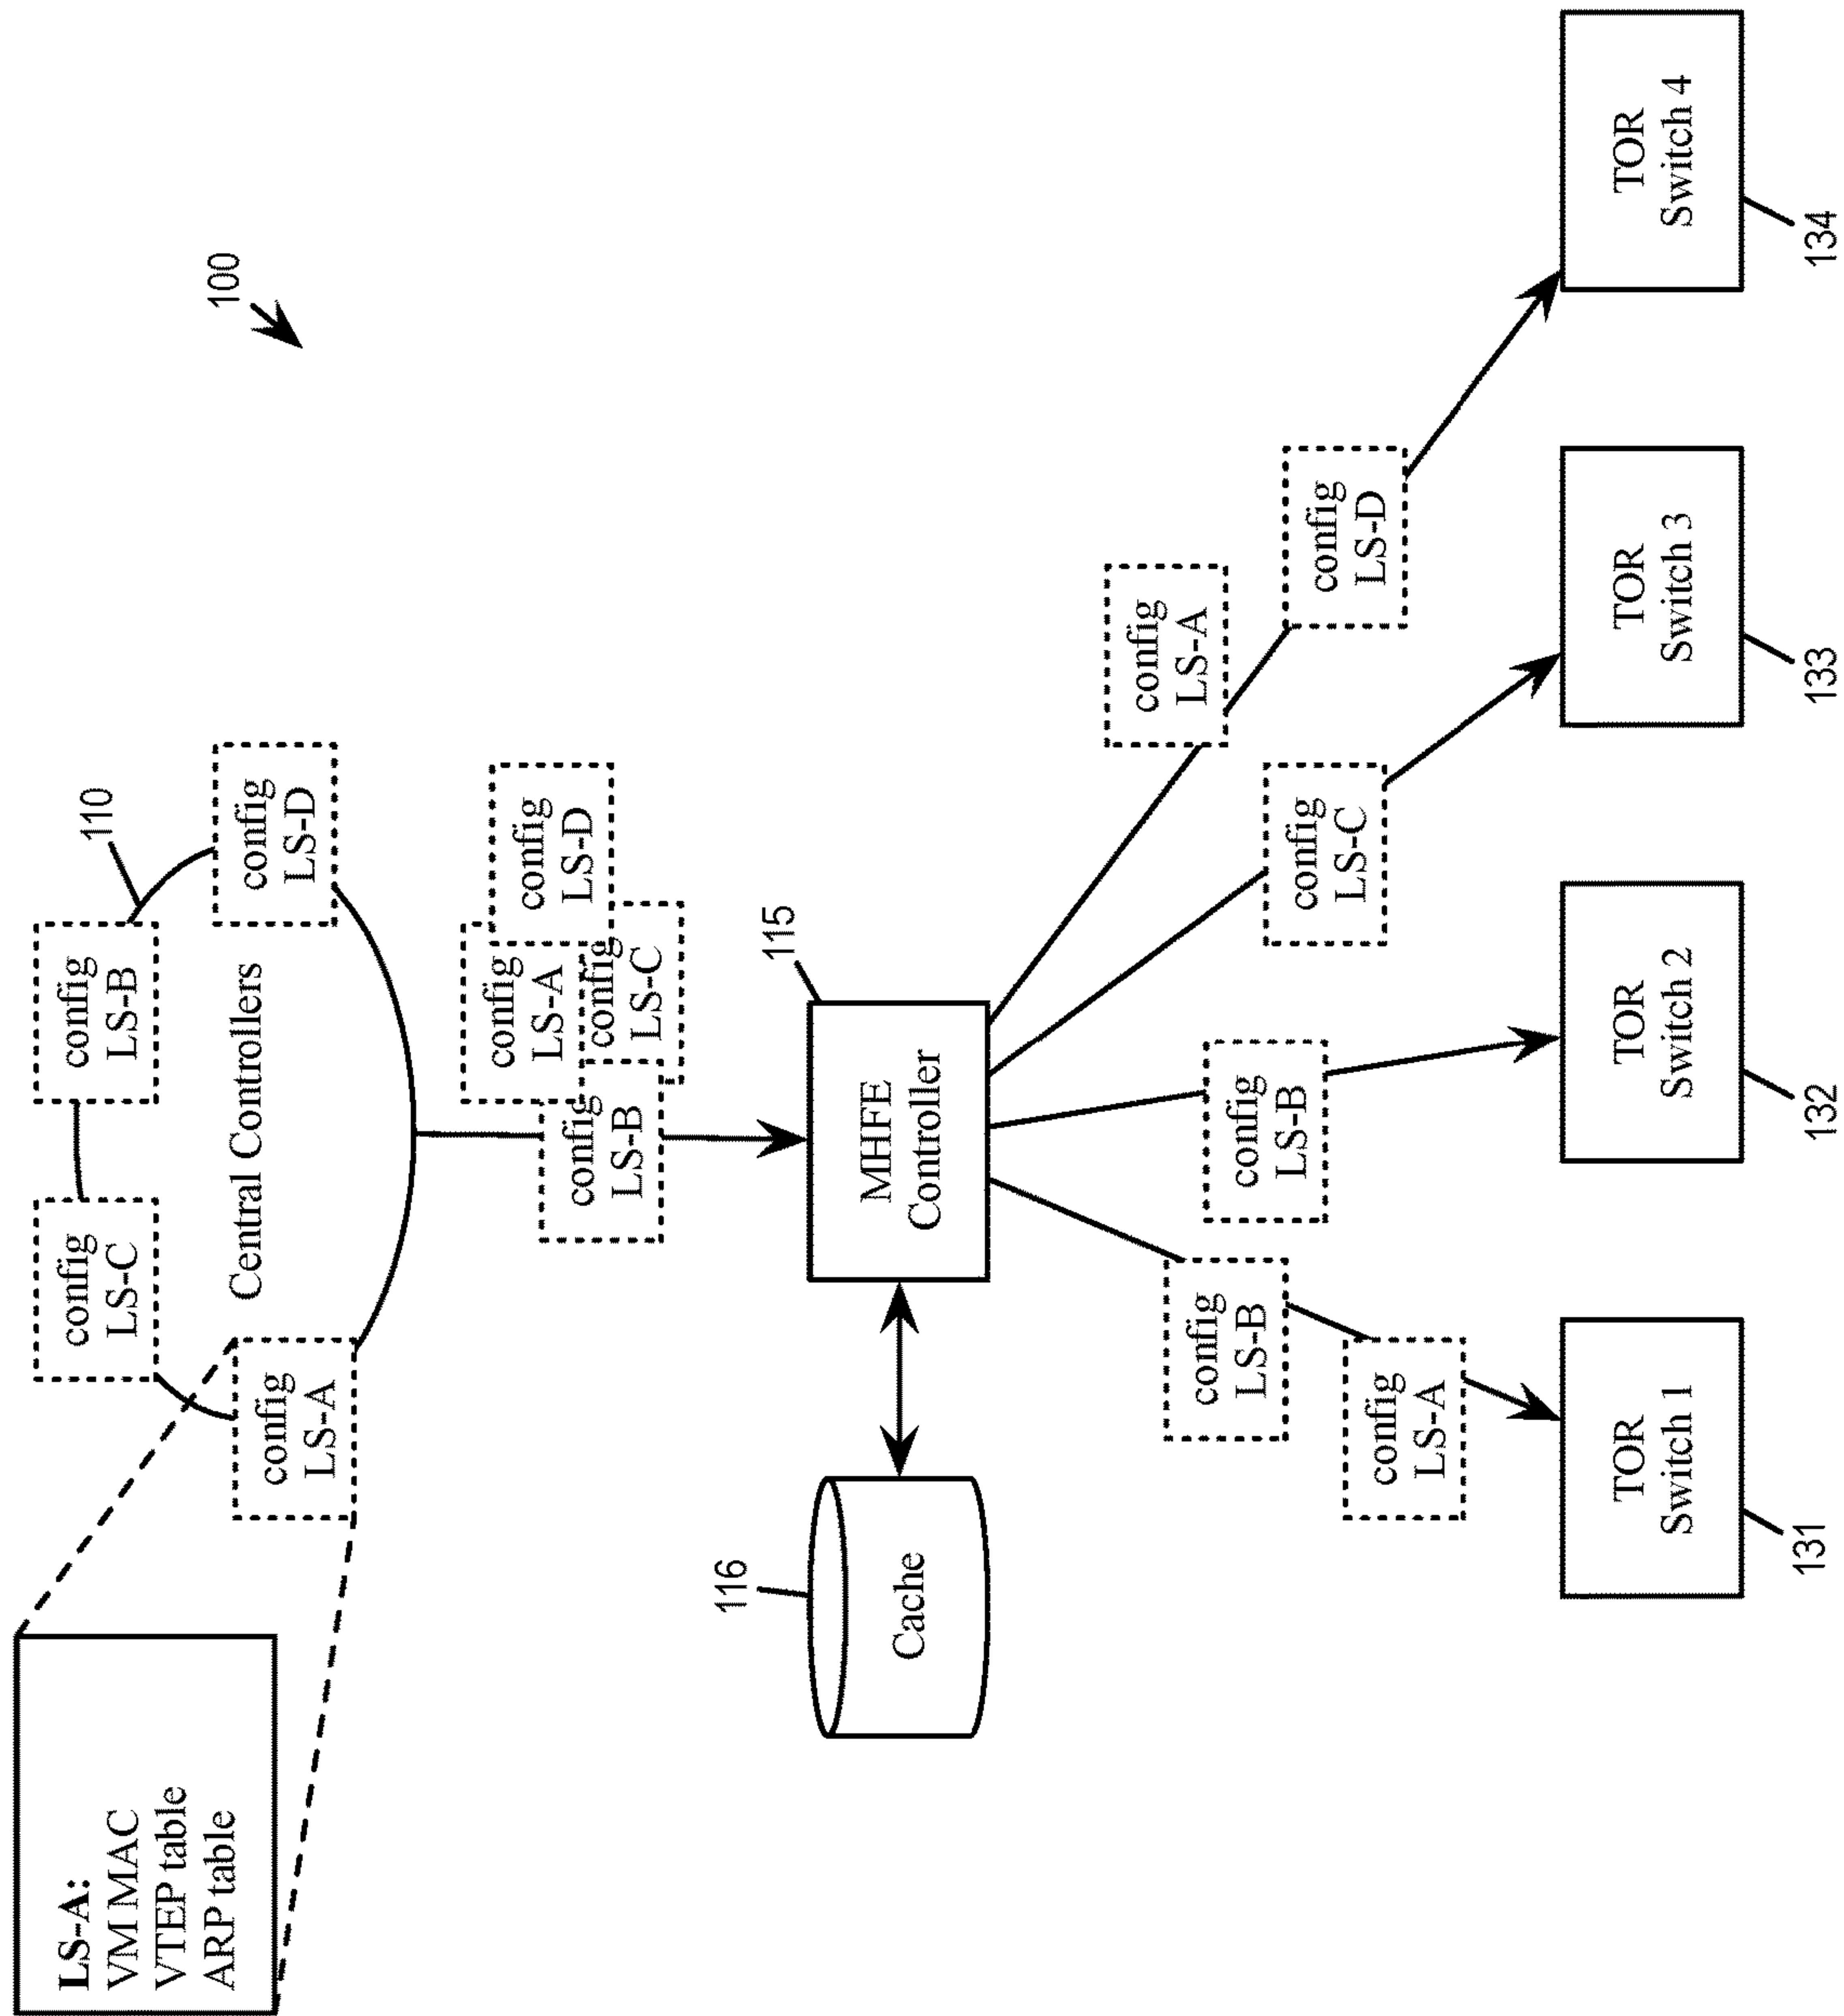 100
LS-A:
VM MAC
VTEP table
ARP table
config
LS-C
config
LS-B
110
Central Controllers
config
LS-A
config
LS-D
config
LS-A
config
LS-D
config
LS-B
config
LS-C
116
Cache
MHFE
Controller
115
config
LS-A
config
LS-B
config
LS-B
config
LS-C
config
LS-D
config
LS-A
TOR
Switch 1
TOR
Switch 2
TOR
Switch 3
TOR
Switch 4
131
132
133
134